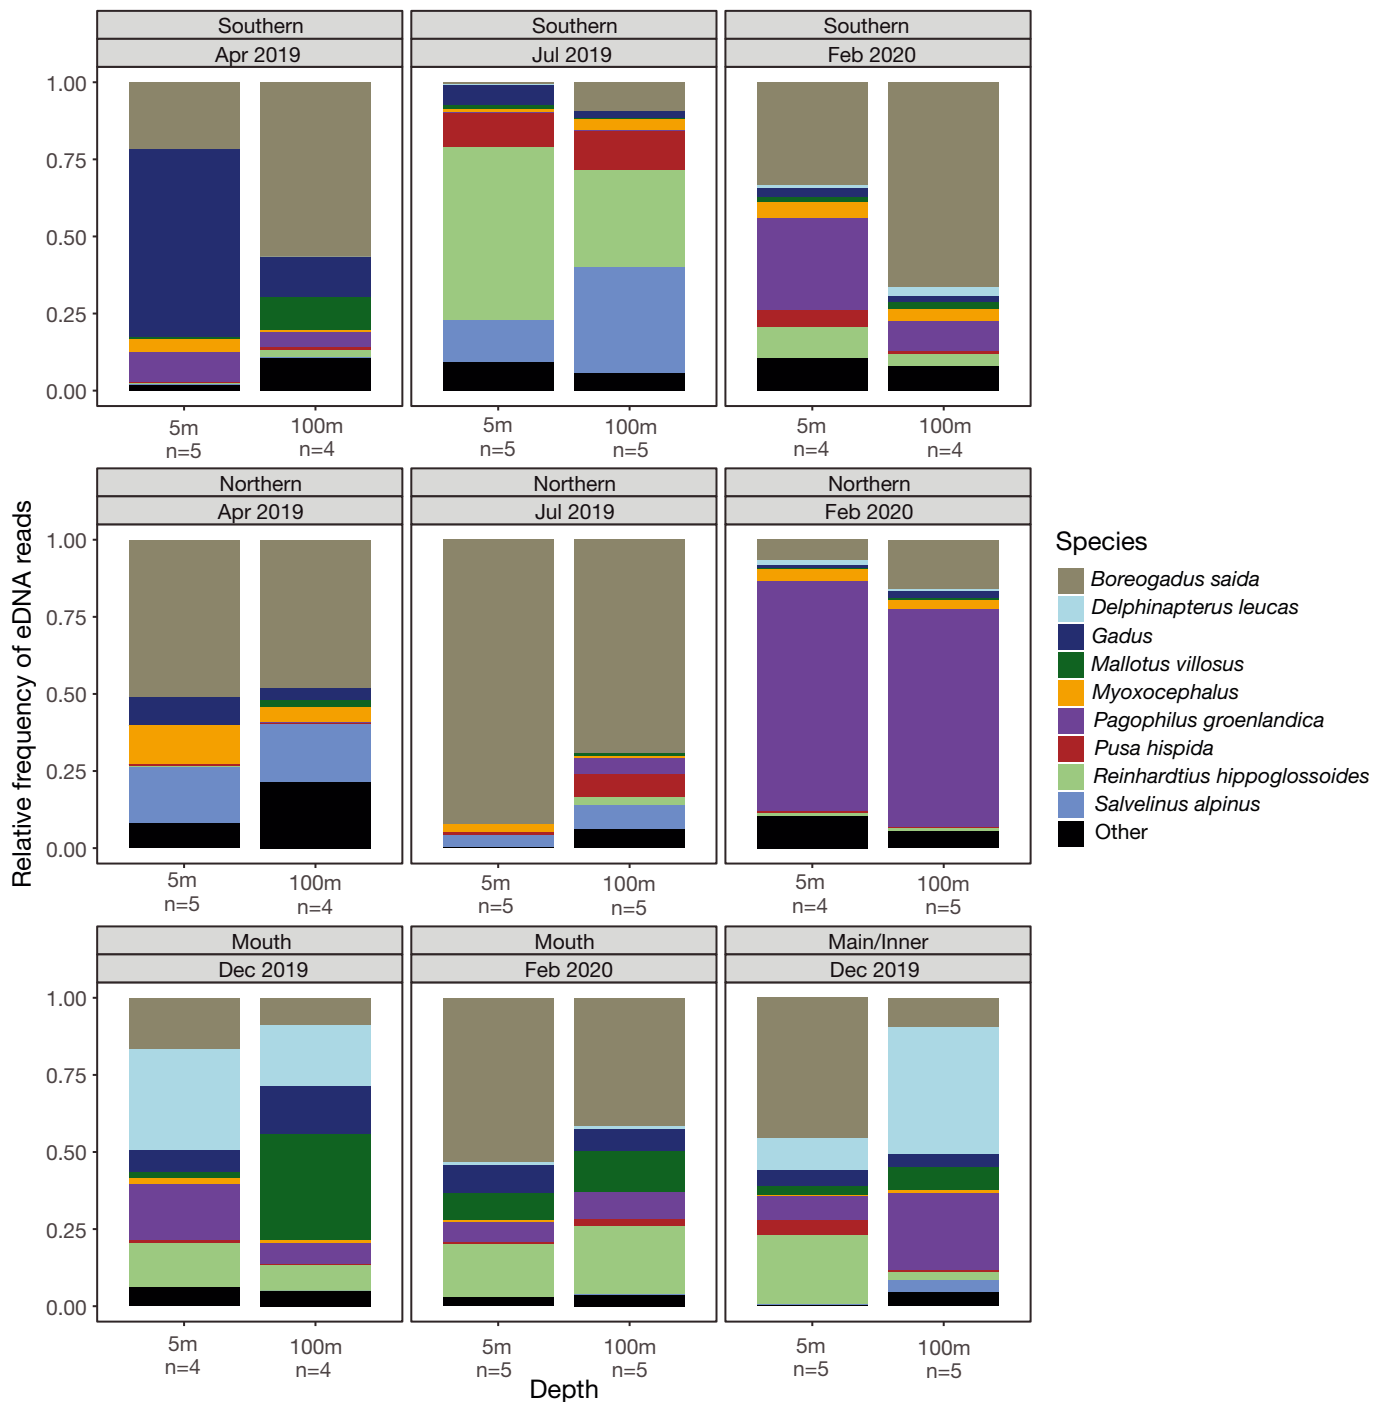 Southern
Southern
Southern
Apr 2019
Jul 2019
Feb 2020
1.00
0.75
0.50
0.25
0.00
5m
n=5
100m
n=4
5m
n=5
100m
n=5
5m
n=4
100m
n=4
Northern
Northern
Northern
Apr 2019
Jul 2019
Feb 2020
1.00
0.75
0.50
0.25
0.00
5m
n=5
100m
n=4
5m
n=5
100m
n=5
5m
n=4
100m
n=5
Mouth
Mouth
Main/Inner
Dec 2019
Feb 2020
Dec 2019
1.00
0.75
0.50
0.25
0.00
5m
n=4
100m
n=4
5m
n=5
100m
n=5
5m
n=5
100m
n=5
Relative frequency of eDNA reads
Depth
Species
Boreogadus saida
Delphinapterus leucas
Gadus
Mallotus villosus
Myoxocephalus
Pagophilus groenlandica
Pusa hispida
Reinhardtius hippoglossoides
Salvelinus alpinus
Other